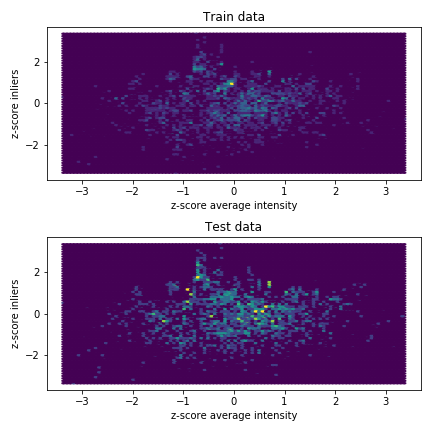 Train data
z-score inliers
2
0
−2
−3 −2 −1 0 1 2 3
z-score average intensity
Test data
z-score inliers
2
0
−2
−3 −2 −1 0 1 2 3
z-score average intensity